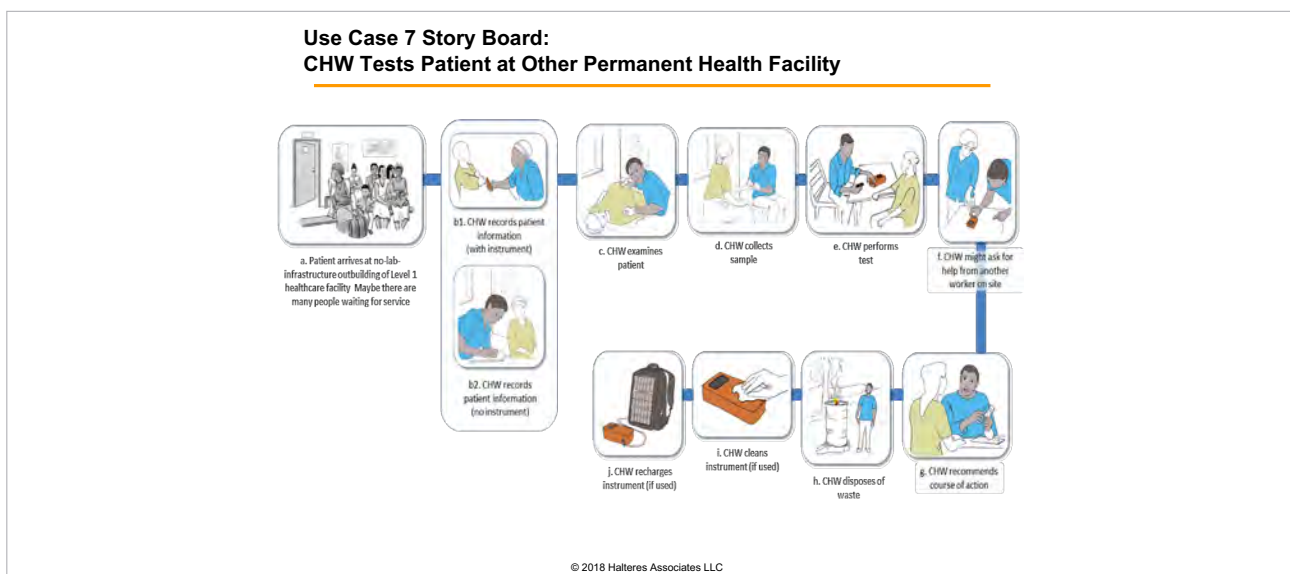 Use Case 7 Story Board:
CHW Tests Patient at Other Permanent Health Facility
a. Patient arrives at no-lab-
infrastructure outbuilding of Level 1
healthcare facility Maybe there are
many people waiting for service
b1. CHW records patient
information
(with instrument)
b2. CHW records
patient information
(no instrument)
c. CHW examines
patient
d. CHW collects
sample
e. CHW performs
test
f. CHW might ask for
help from another
worker on site
g. CHW recommends
course of action
h. CHW disposes of
waste
i. CHW cleans
instrument (if used)
j. CHW recharges
instrument (if used)
© 2018 Halteres Associates LLC